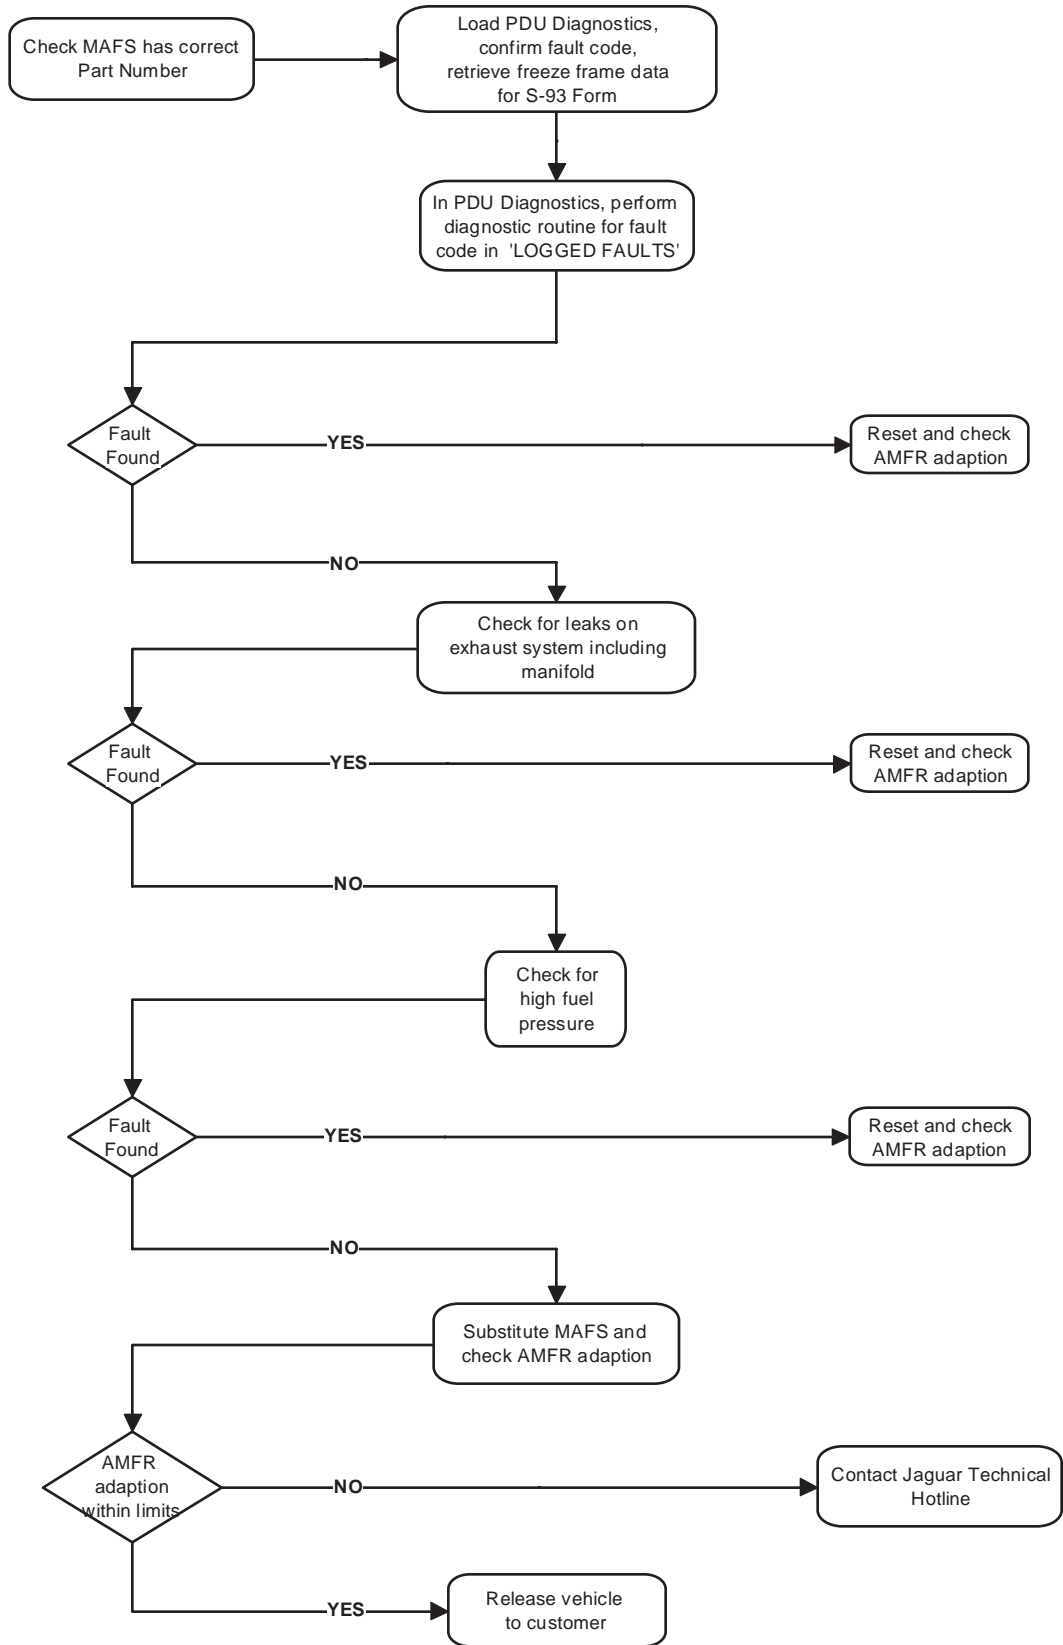 Check MAFS has correct
Part Number
Load PDU Diagnostics,
confirm fault code,
retrieve freeze frame data
for S-93 Form
In PDU Diagnostics, perform
diagnostic routine for fault
code in 'LOGGED FAULTS'
Fault
Found
YES
Reset and check
AMFR adaption
NO
Check for leaks on
exhaust system including
manifold
Fault
Found
YES
Reset and check
AMFR adaption
NO
Check for
high fuel
pressure
Fault
Found
YES
Reset and check
AMFR adaption
NO
Substitute MAFS and
check AMFR adaption
AMFR
adaption
within limits
NO
Contact Jaguar Technical
Hotline
YES
Release vehicle
to customer